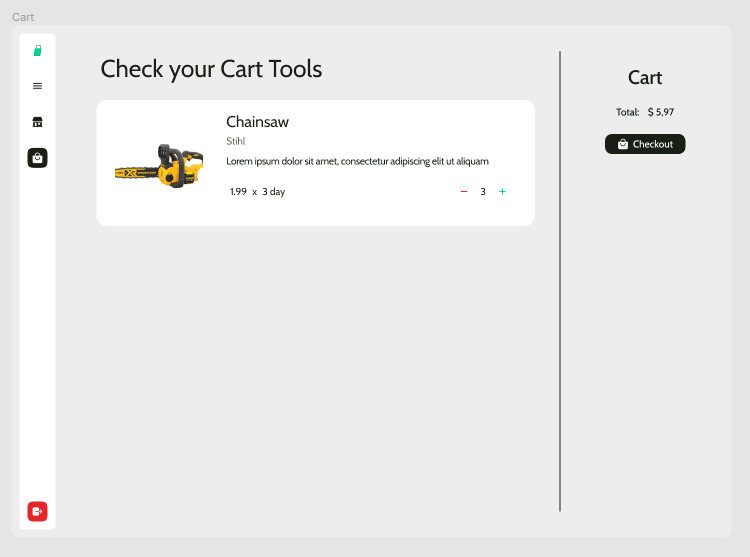 Cart
Check your Cart Tools
Chainsaw
Stihl
Lorem ipsum dolor sit amet, consectetur adipiscing elit ut aliquam
1.99 x 3 day
− 3 +
Cart
Total: $ 5,97
Checkout